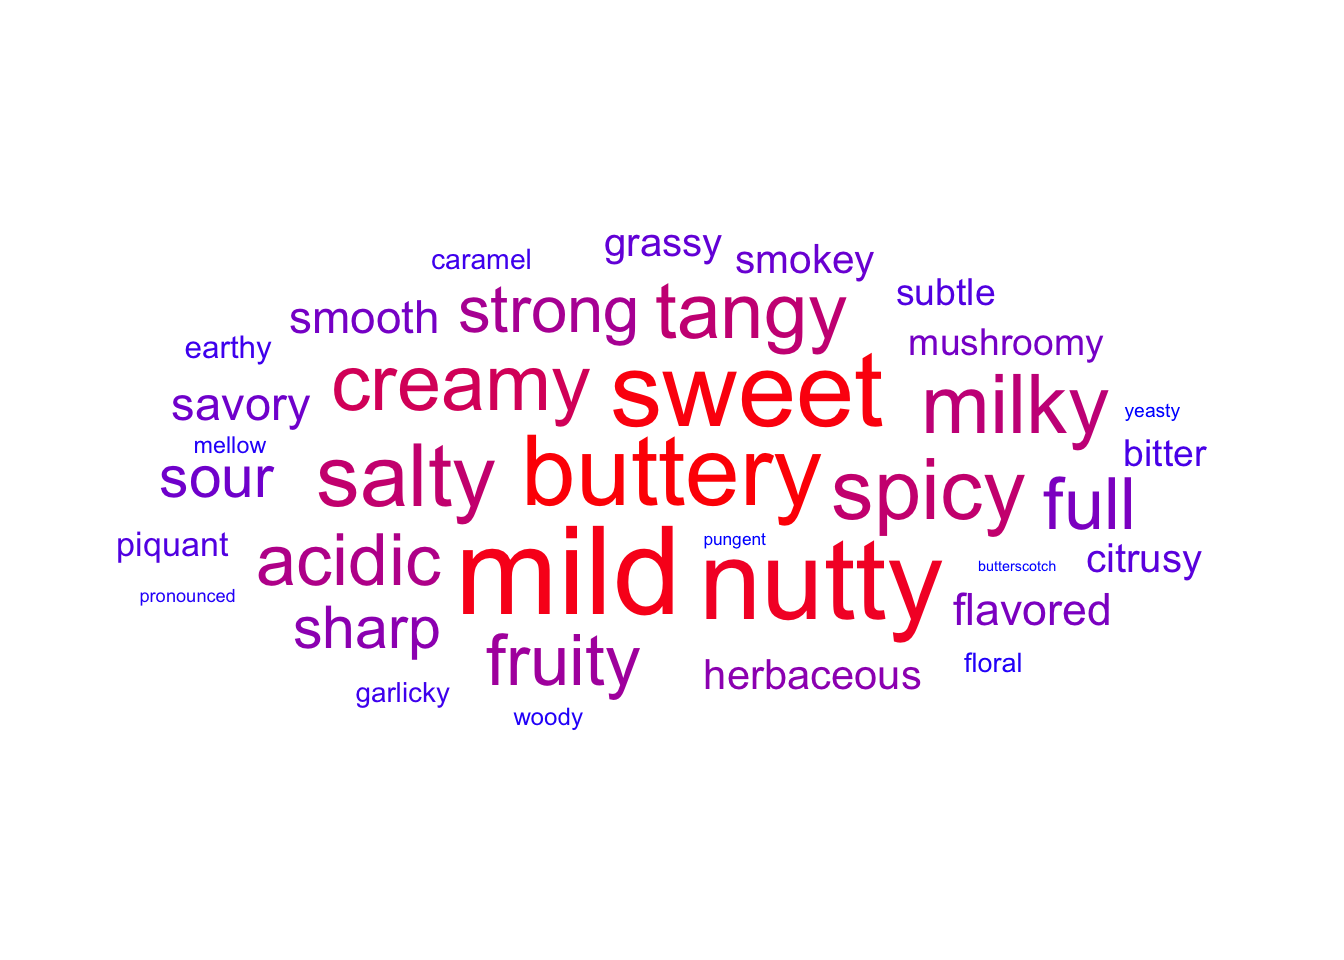 grassy
caramel
smokey
subtle
smooth
strong
tangy
earthy
mushroomy
creamy
sweet
milky
savory
yeasty
mellow
bitter
sour
salty
buttery
spicy
full
piquant
pungent
acidic
mild
nutty
butterscotch
citrusy
pronounced
flavored
sharp
fruity
herbaceous
floral
garlicky
woody